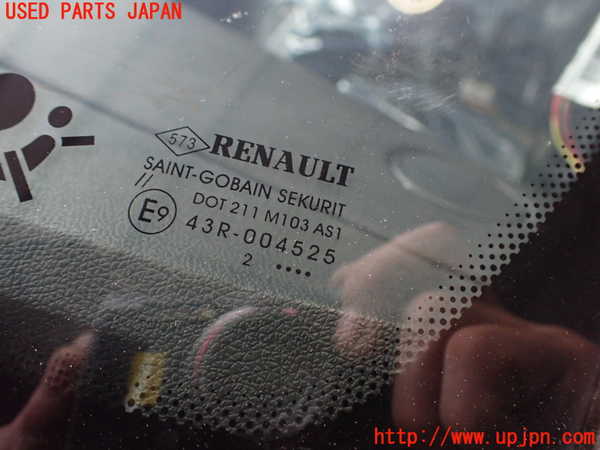 USED PARTS JAPAN
573 RENAULT
SAINT-GOBAIN SEKURIT
//
DOT 211 M103 AS1
E9 43R-004525
2 ....
http://www.upjpn.com/